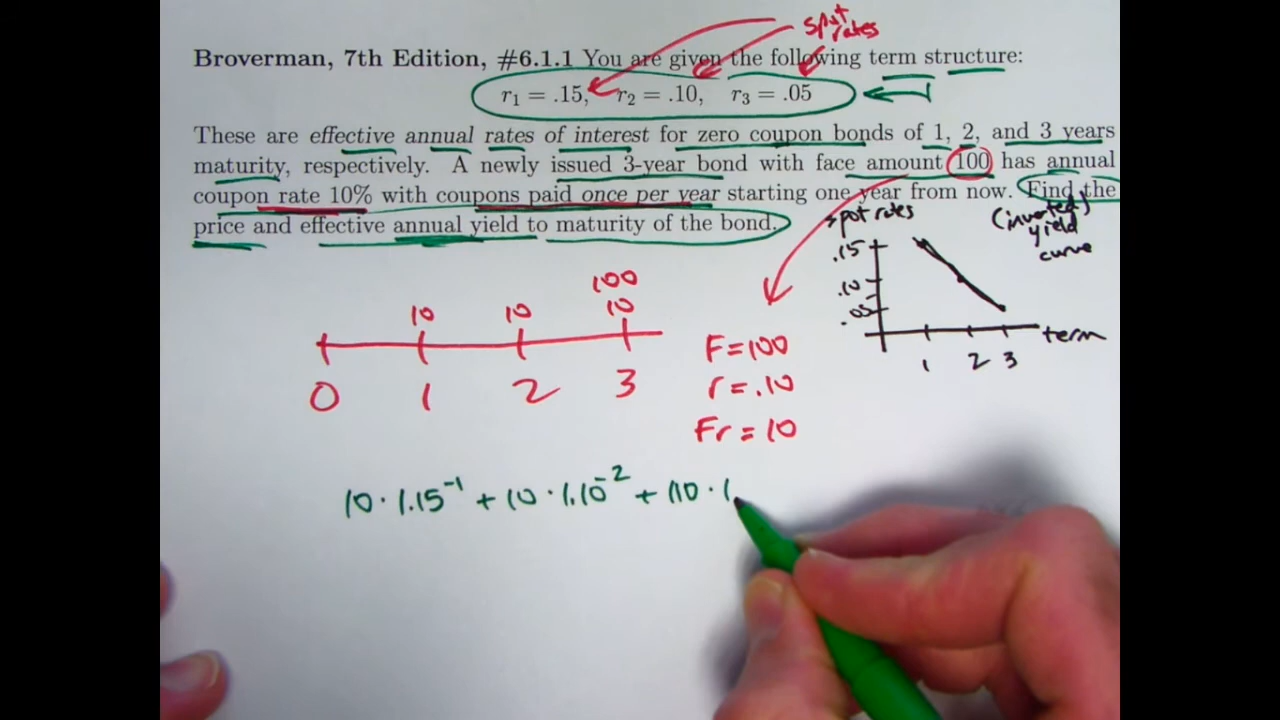 spot
rates
Broverman, 7th Edition, #6.1.1 You are given the following term structure:
r₁ = .15, r₂ = .10, r₃ = .05
These are effective annual rates of interest for zero coupon bonds of 1, 2, and 3 years
maturity, respectively. A newly issued 3-year bond with face amount 100 has annual
coupon rate 10% with coupons paid once per year starting one year from now. Find the
price and effective annual yield to maturity of the bond.
spot rates
(inverted)
yield
curve
.15
.10
.05
term
1 2 3
100
10 10 10
0 1 2 3
F=100
r=.10
Fr=10
10·1.15⁻¹ + 10·1.10⁻² + 110·1